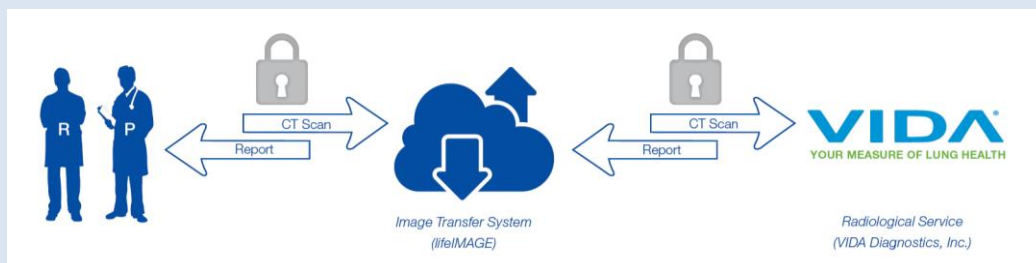 R P
CT Scan
Report
CT Scan
Report
VIDA®
YOUR MEASURE OF LUNG HEALTH
Image Transfer System
(lifeIMAGE)
Radiological Service
(VIDA Diagnostics, Inc.)